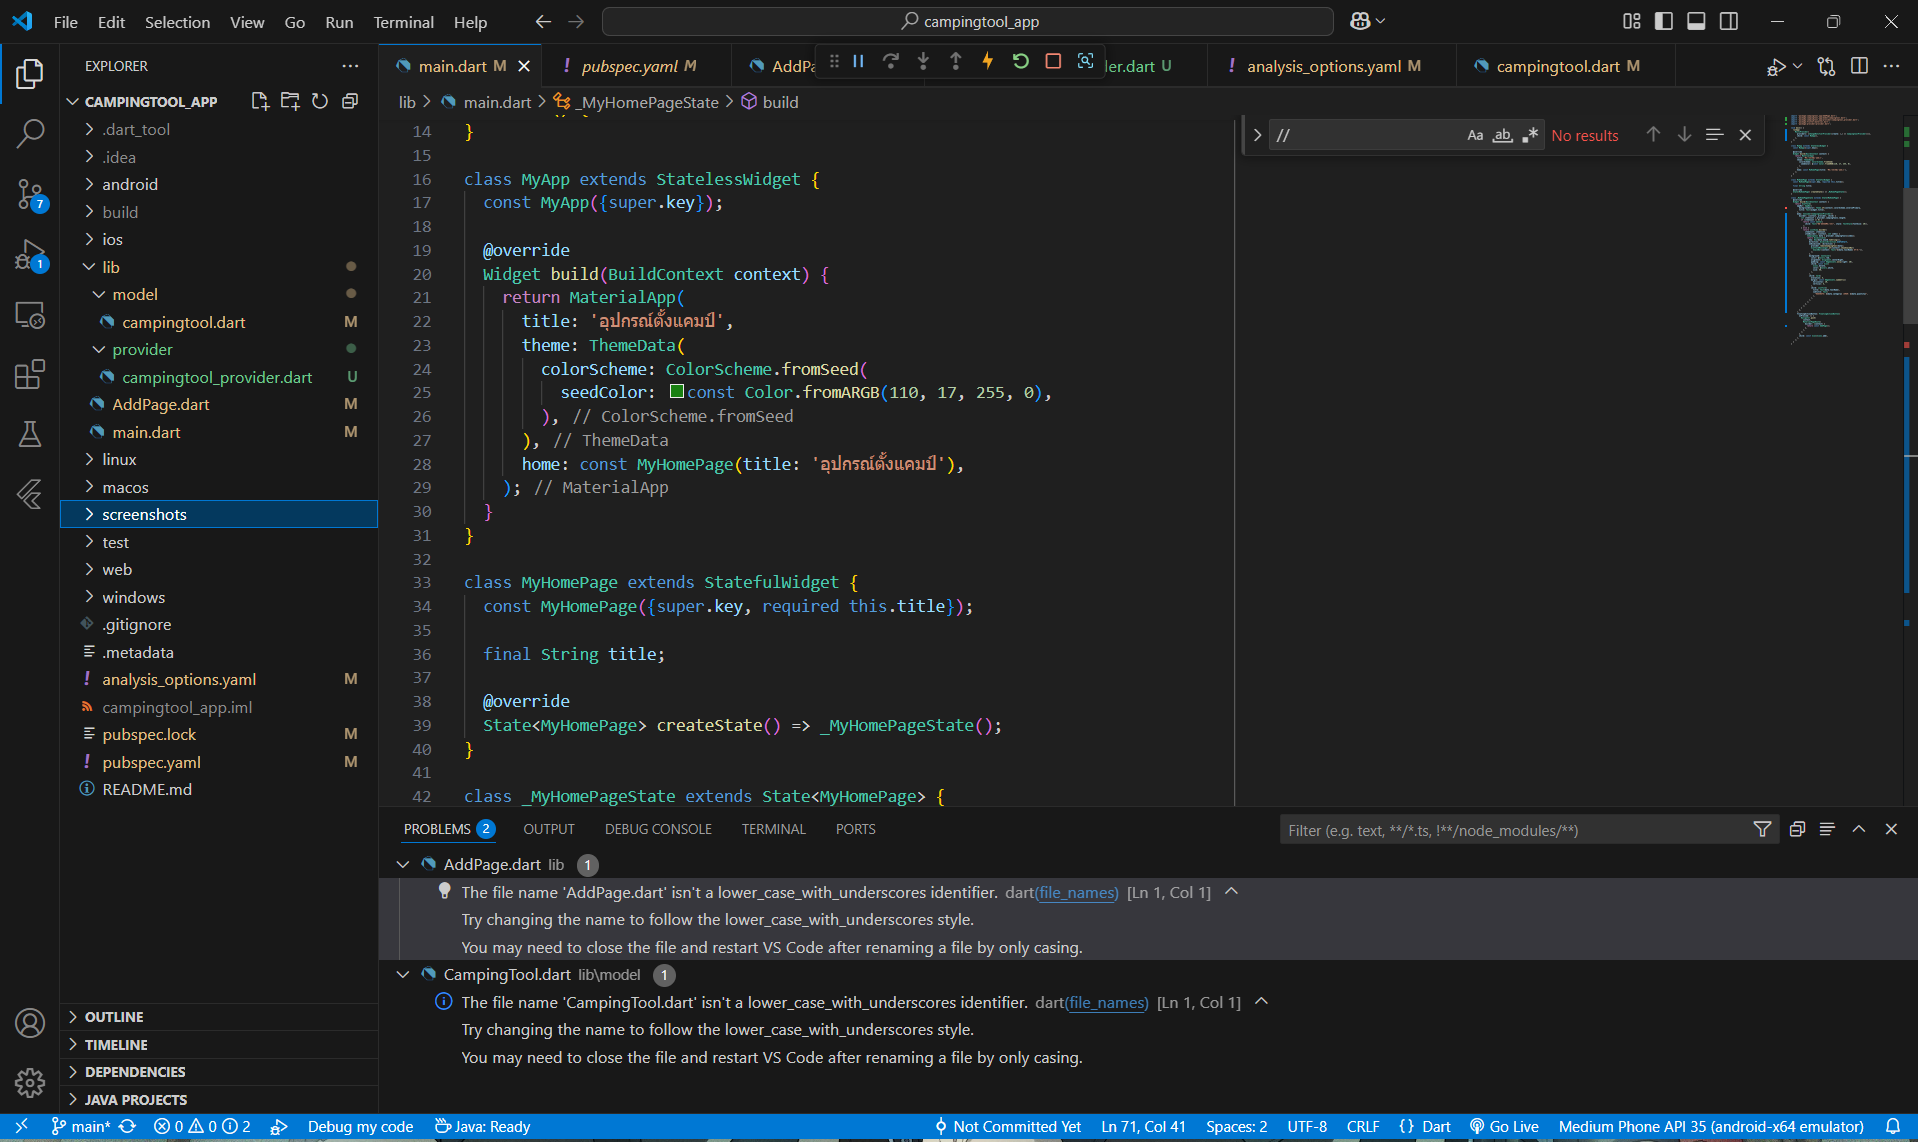 File Edit Selection View Go Run Terminal Help
campingtool_app
EXPLORER
CAMPINGTOOL_APP
.dart_tool
.idea
android
build
ios
lib
model
campingtool.dart M
provider
campingtool_provider.dart U
AddPage.dart M
main.dart M
linux
macos
screenshots
test
web
windows
.gitignore
.metadata
analysis_options.yaml M
campingtool_app.iml
pubspec.lock M
pubspec.yaml M
README.md
OUTLINE
TIMELINE
DEPENDENCIES
JAVA PROJECTS
7
1
main.dart M
pubspec.yaml M
AddPa
ler.dart U
analysis_options.yaml M
campingtool.dart M
lib > main.dart > _MyHomePageState > build
// Aa ab No results
14 }
15
16 class MyApp extends StatelessWidget {
17 const MyApp({super.key});
18
19 @override
20 Widget build(BuildContext context) {
21 return MaterialApp(
22 title: 'อุปกรณ์ตั้งแคมป์',
23 theme: ThemeData(
24 colorScheme: ColorScheme.fromSeed(
25 seedColor: const Color.fromARGB(110, 17, 255, 0),
26 ), // ColorScheme.fromSeed
27 ), // ThemeData
28 home: const MyHomePage(title: 'อุปกรณ์ตั้งแคมป์'),
29 ); // MaterialApp
30 }
31 }
32
33 class MyHomePage extends StatefulWidget {
34 const MyHomePage({super.key, required this.title});
35
36 final String title;
37
38 @override
39 State<MyHomePage> createState() => _MyHomePageState();
40 }
41
42 class _MyHomePageState extends State<MyHomePage> {
PROBLEMS 2 OUTPUT DEBUG CONSOLE TERMINAL PORTS
Filter (e.g. text, **/*.ts, !**/node_modules/**)
AddPage.dart lib 1
The file name 'AddPage.dart' isn't a lower_case_with_underscores identifier. dart(file_names) [Ln 1, Col 1]
Try changing the name to follow the lower_case_with_underscores style.
You may need to close the file and restart VS Code after renaming a file by only casing.
CampingTool.dart lib\model 1
The file name 'CampingTool.dart' isn't a lower_case_with_underscores identifier. dart(file_names) [Ln 1, Col 1]
Try changing the name to follow the lower_case_with_underscores style.
You may need to close the file and restart VS Code after renaming a file by only casing.
main* 0 0 2 Debug my code Java: Ready
Not Committed Yet Ln 71, Col 41 Spaces: 2 UTF-8 CRLF {} Dart Go Live Medium Phone API 35 (android-x64 emulator)